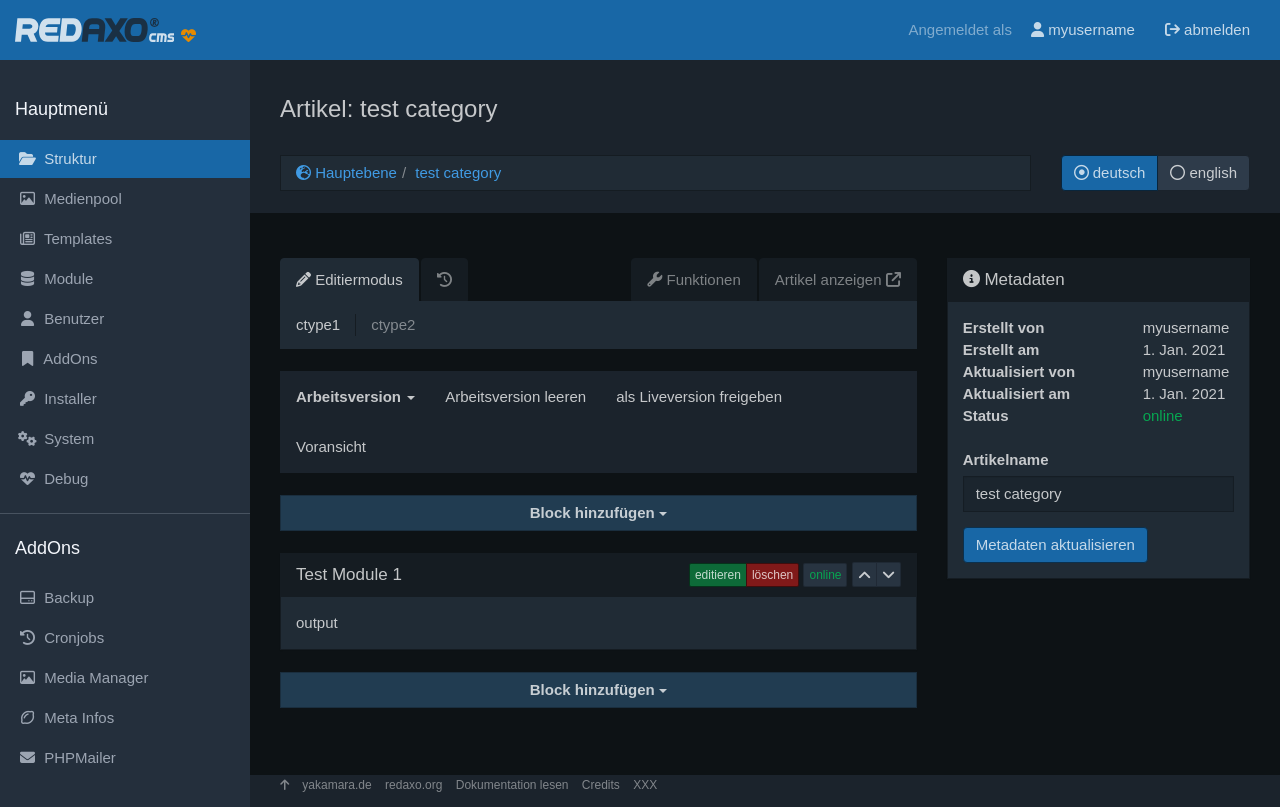 REDAXO® cms
Angemeldet als myusername abmelden
Hauptmenü
Struktur
Medienpool
Templates
Module
Benutzer
AddOns
Installer
System
Debug
AddOns
Backup
Cronjobs
Media Manager
Meta Infos
PHPMailer
Artikel: test category
Hauptebene / test category
deutsch english
Editiermodus
Funktionen Artikel anzeigen
ctype1 ctype2
Arbeitsversion Arbeitsversion leeren als Liveversion freigeben
Voransicht
Block hinzufügen
Test Module 1 editieren löschen online
output
Block hinzufügen
Metadaten
Erstellt von myusername
Erstellt am 1. Jan. 2021
Aktualisiert von myusername
Aktualisiert am 1. Jan. 2021
Status online
Artikelname
test category
Metadaten aktualisieren
yakamara.de redaxo.org Dokumentation lesen Credits XXX